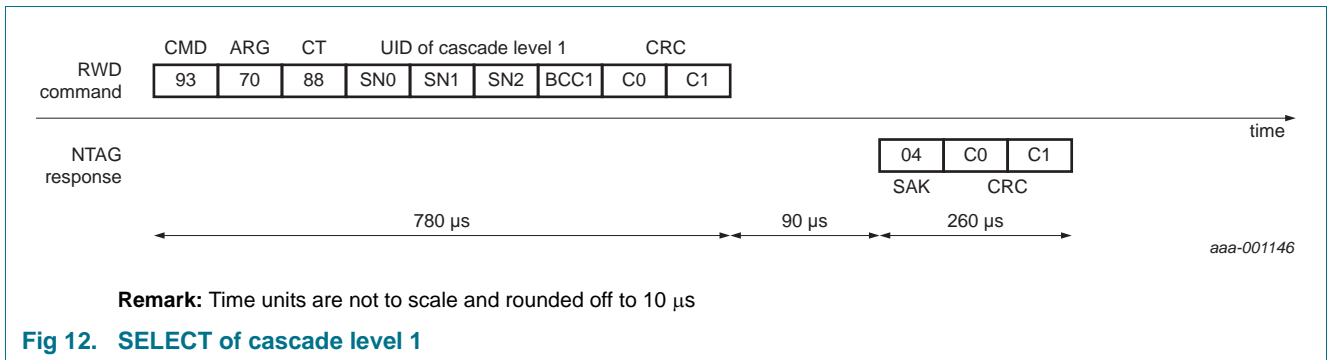 CMD ARG CT UID of cascade level 1 CRC
RWD command
93 70 88 SN0 SN1 SN2 BCC1 C0 C1
time
NTAG response
04 C0 C1
SAK CRC
780 µs 90 µs 260 µs
aaa-001146
Remark: Time units are not to scale and rounded off to 10 µs
Fig 12. SELECT of cascade level 1